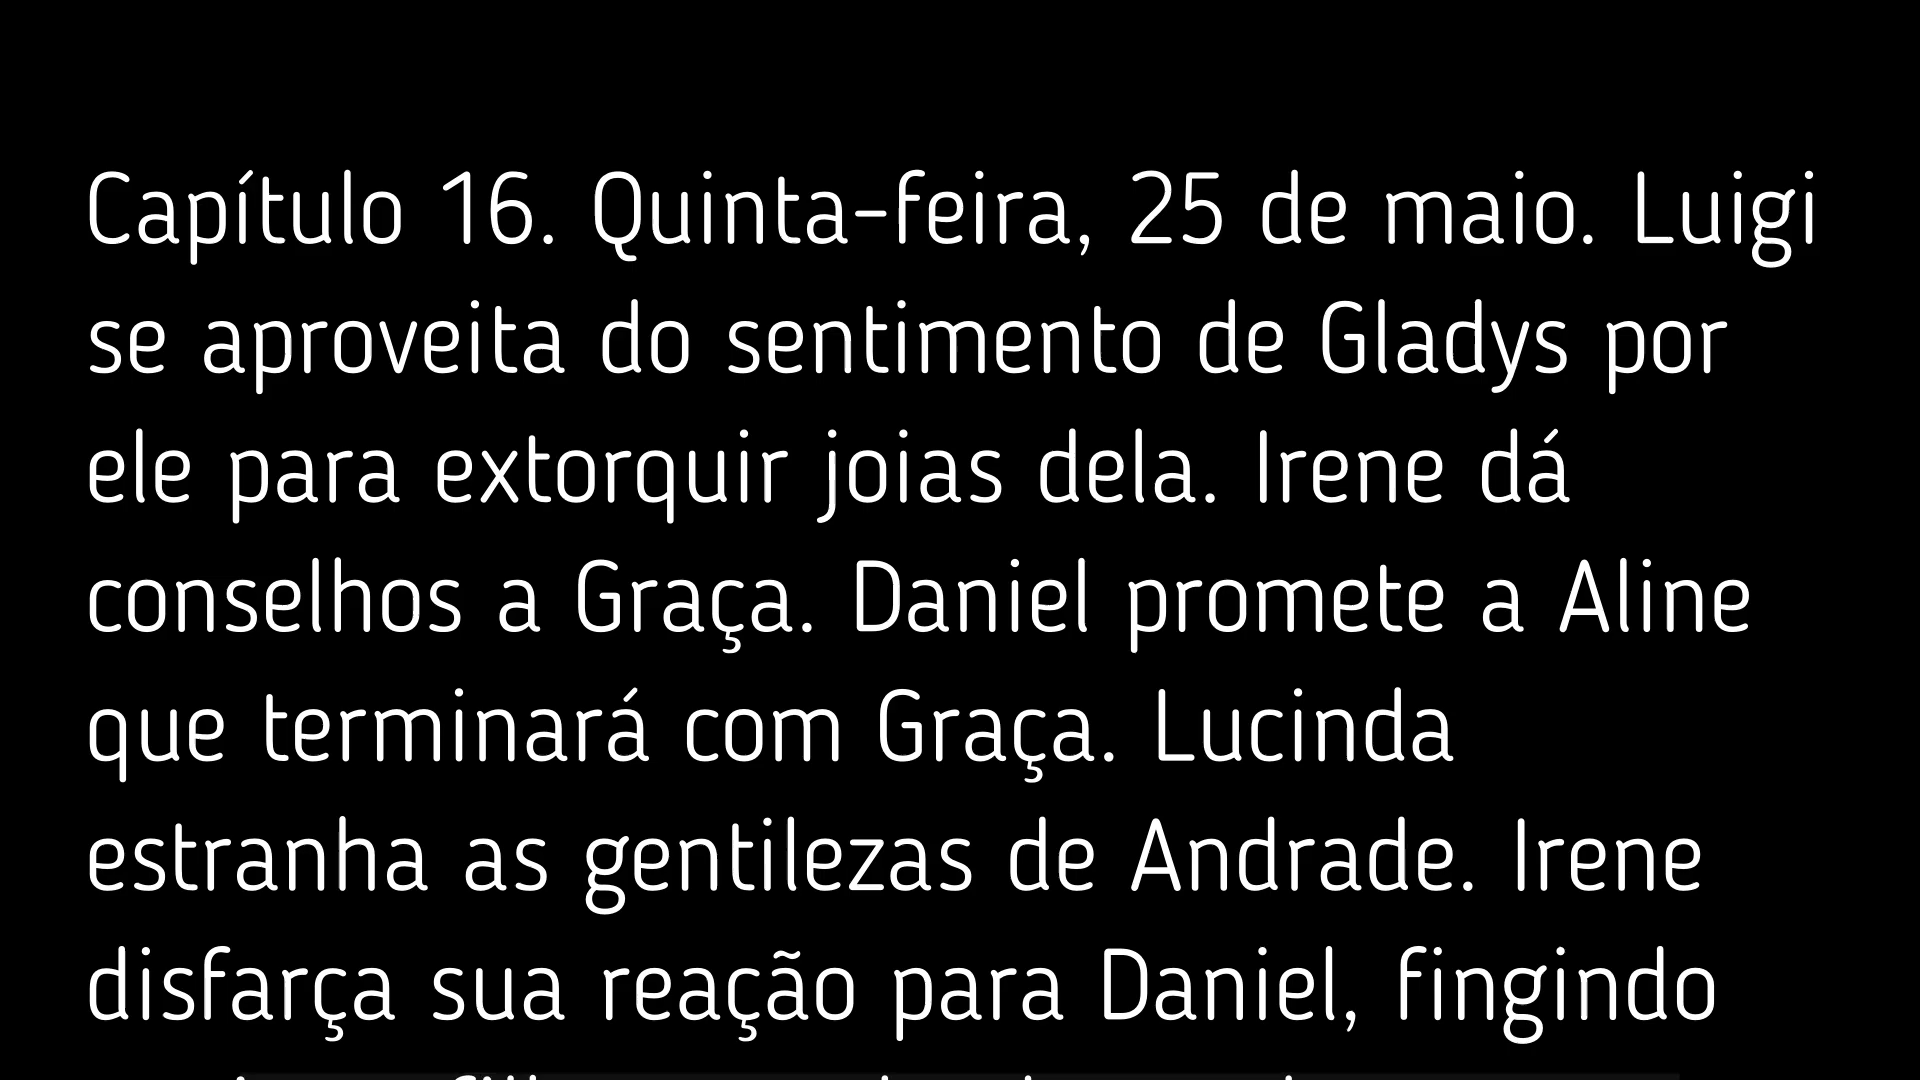 Capítulo 16. Quinta-feira, 25 de maio. Luigi
se aproveita do sentimento de Gladys por
ele para extorquir joias dela. Irene dá
conselhos a Graça. Daniel promete a Aline
que terminará com Graça. Lucinda
estranha as gentilezas de Andrade. Irene
disfarça sua reação para Daniel, fingindo